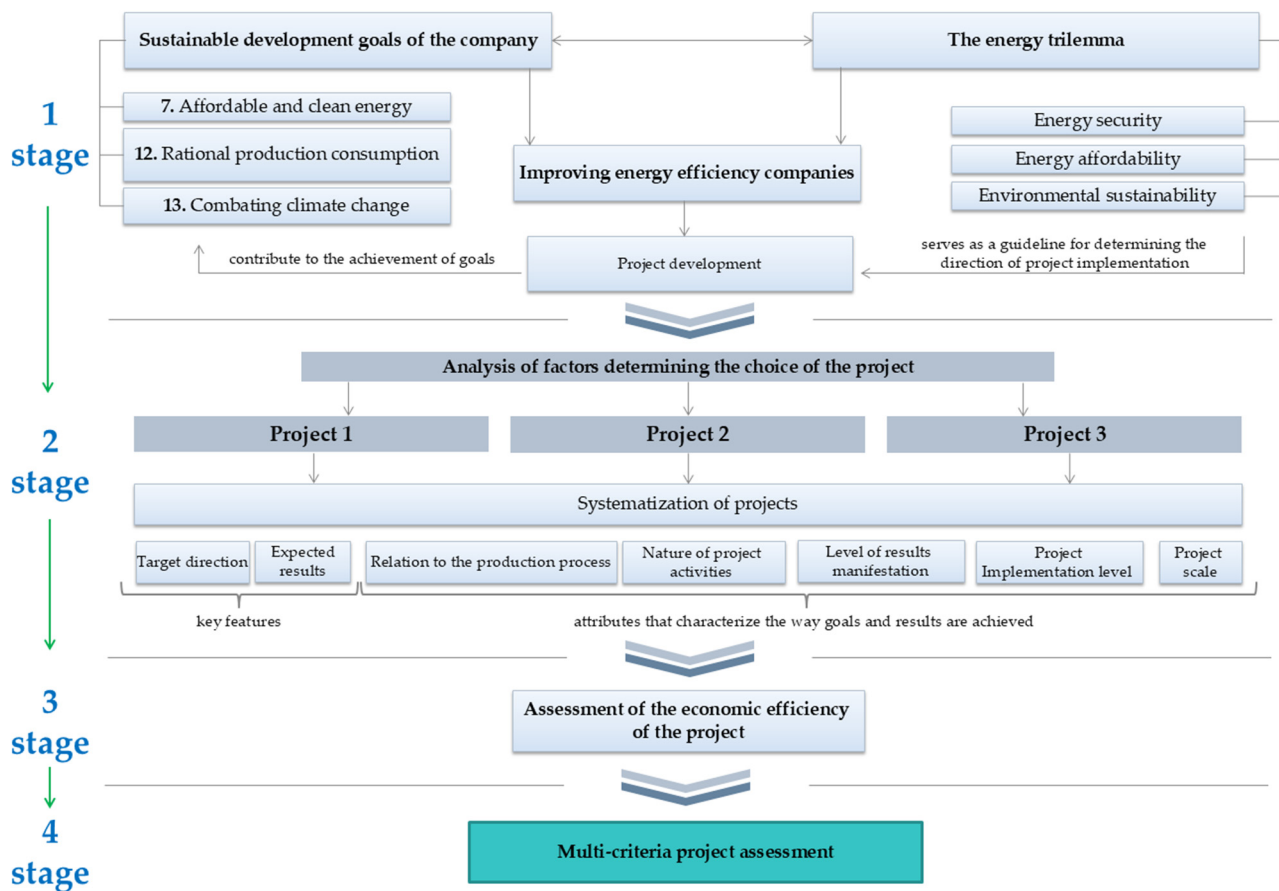 Sustainable development goals of the company
The energy trilemma
1
stage
7. Affordable and clean energy
12. Rational production consumption
13. Combating climate change
Improving energy efficiency companies
Energy security
Energy affordability
Environmental sustainability
contribute to the achievement of goals
Project development
serves as a guideline for determining the
direction of project implementation
Analysis of factors determining the choice of the project
2
stage
Project 1
Project 2
Project 3
Systematization of projects
Target direction
Expected
results
Relation to the production process
Nature of project
activities
Level of results
manifestation
Project
Implementation level
Project
scale
key features
attributes that characterize the way goals and results are achieved
3
stage
Assessment of the economic efficiency
of the project
4
stage
Multi-criteria project assessment